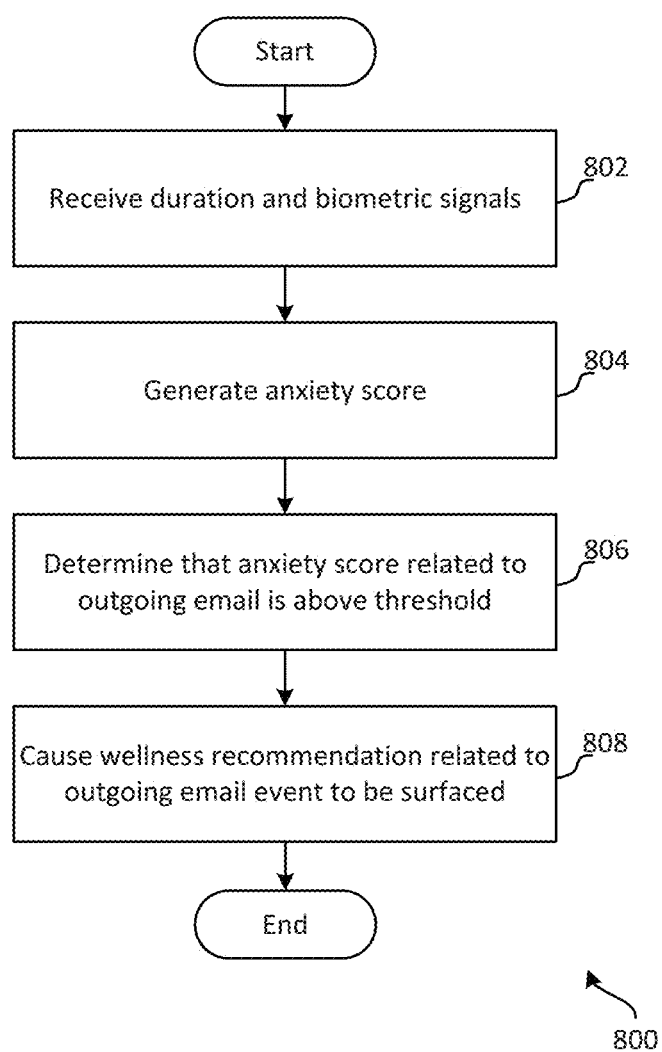 Start
Receive duration and biometric signals
802
Generate anxiety score
804
Determine that anxiety score related to
outgoing email is above threshold
806
Cause wellness recommendation related to
outgoing email event to be surfaced
808
End
800